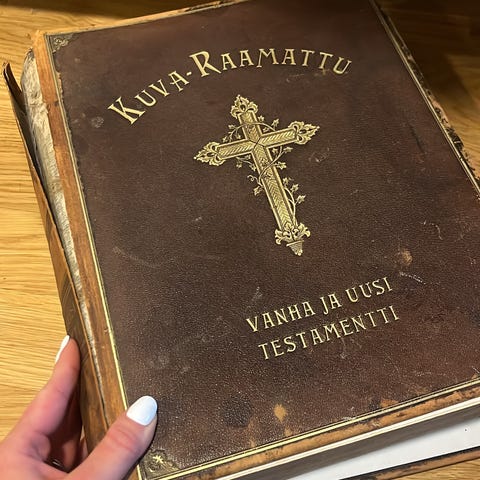 KUVA-RAAMATTU
VANHA JA UUSI
TESTAMENTTI